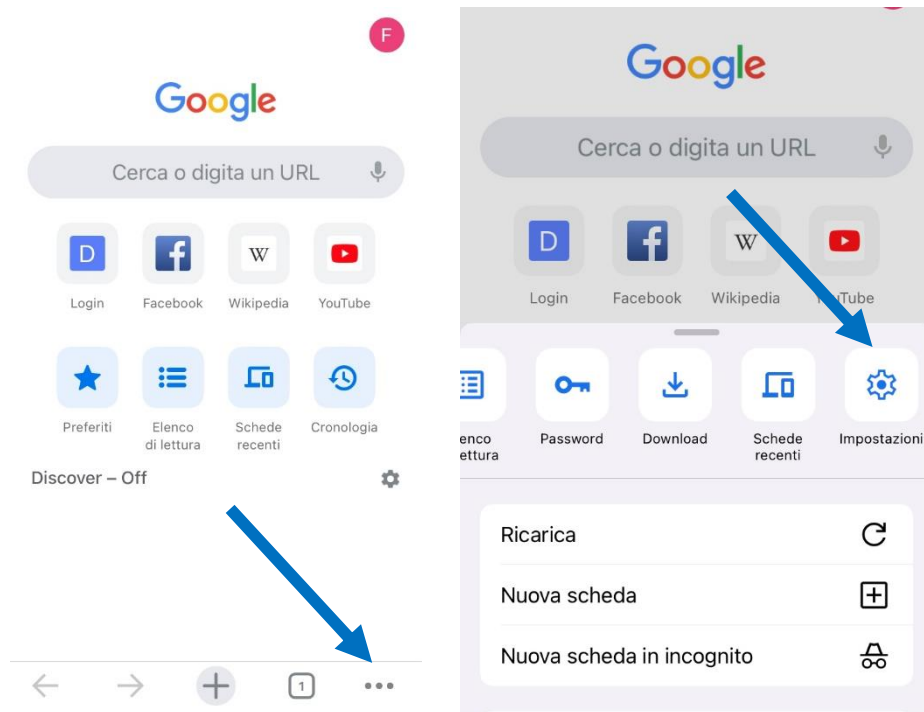 F
Google
Cerca o digita un URL
D
W
Login
Facebook
Wikipedia
YouTube
Preferiti
Elenco
di lettura
Schede
recenti
Cronologia
Discover – Off
1
Google
Cerca o digita un URL
D
W
Login
Facebook
Wikipedia
Tube
enco
ettura
Password
Download
Schede
recenti
Impostazioni
Ricarica
Nuova scheda
Nuova scheda in incognito